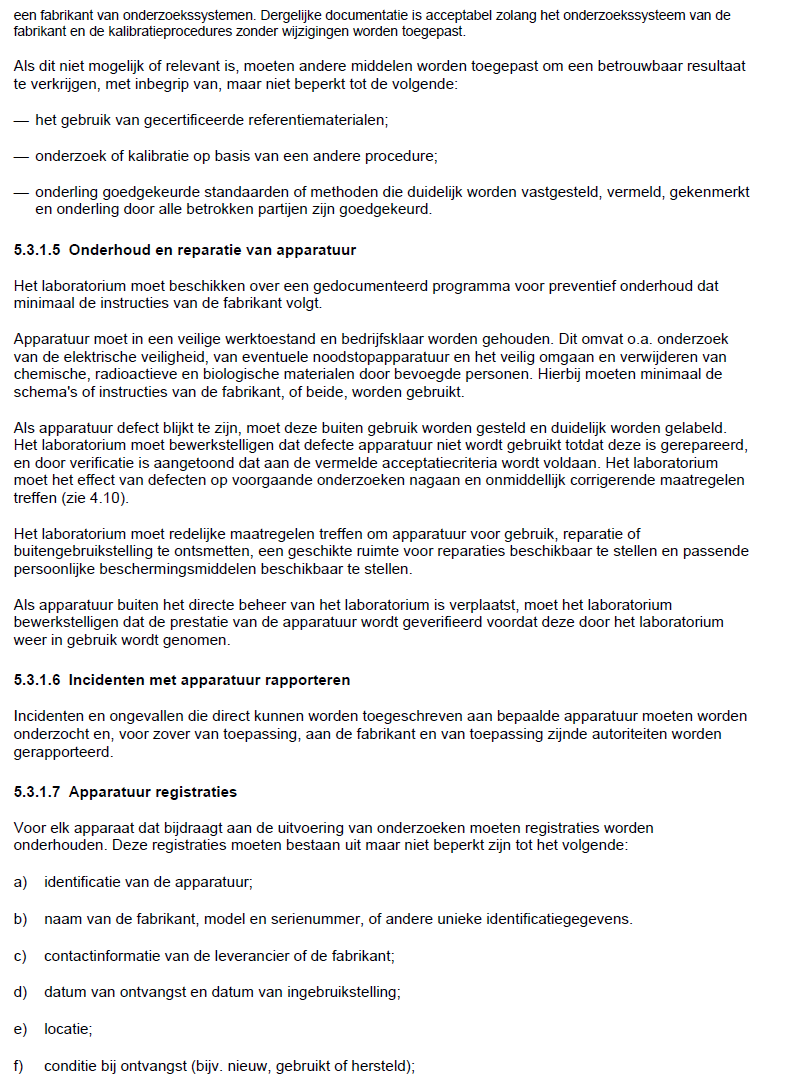 een fabrikant van onderzoekssystemen. Dergelijke documentatie is acceptabel zolang het onderzoekssysteem van de
fabrikant en de kalibratieprocedures zonder wijzigingen worden toegepast.
Als dit niet mogelijk of relevant is, moeten andere middelen worden toegepast om een betrouwbaar resultaat
te verkrijgen, met inbegrip van, maar niet beperkt tot de volgende:
— het gebruik van gecertificeerde referentiematerialen;
— onderzoek of kalibratie op basis van een andere procedure;
— onderling goedgekeurde standaarden of methoden die duidelijk worden vastgesteld, vermeld, gekenmerkt
en onderling door alle betrokken partijen zijn goedgekeurd.
5.3.1.5 Onderhoud en reparatie van apparatuur
Het laboratorium moet beschikken over een gedocumenteerd programma voor preventief onderhoud dat
minimaal de instructies van de fabrikant volgt.
Apparatuur moet in een veilige werktoestand en bedrijfsklaar worden gehouden. Dit omvat o.a. onderzoek
van de elektrische veiligheid, van eventuele noodstopapparatuur en het veilig omgaan en verwijderen van
chemische, radioactieve en biologische materialen door bevoegde personen. Hierbij moeten minimaal de
schema's of instructies van de fabrikant, of beide, worden gebruikt.
Als apparatuur defect blijkt te zijn, moet deze buiten gebruik worden gesteld en duidelijk worden gelabeld.
Het laboratorium moet bewerkstelligen dat defecte apparatuur niet wordt gebruikt totdat deze is gerepareerd,
en door verificatie is aangetoond dat aan de vermelde acceptatiecriteria wordt voldaan. Het laboratorium
moet het effect van defecten op voorgaande onderzoeken nagaan en onmiddellijk corrigerende maatregelen
treffen (zie 4.10).
Het laboratorium moet redelijke maatregelen treffen om apparatuur voor gebruik, reparatie of
buitengebruikstelling te ontsmetten, een geschikte ruimte voor reparaties beschikbaar te stellen en passende
persoonlijke beschermingsmiddelen beschikbaar te stellen.
Als apparatuur buiten het directe beheer van het laboratorium is verplaatst, moet het laboratorium
bewerkstelligen dat de prestatie van de apparatuur wordt geverifieerd voordat deze door het laboratorium
weer in gebruik wordt genomen.
5.3.1.6 Incidenten met apparatuur rapporteren
Incidenten en ongevallen die direct kunnen worden toegeschreven aan bepaalde apparatuur moeten worden
onderzocht en, voor zover van toepassing, aan de fabrikant en van toepassing zijnde autoriteiten worden
gerapporteerd.
5.3.1.7 Apparatuur registraties
Voor elk apparaat dat bijdraagt aan de uitvoering van onderzoeken moeten registraties worden
onderhouden. Deze registraties moeten bestaan uit maar niet beperkt zijn tot het volgende:
a) identificatie van de apparatuur;
b) naam van de fabrikant, model en serienummer, of andere unieke identificatiegegevens.
c) contactinformatie van de leverancier of de fabrikant;
d) datum van ontvangst en datum van ingebruikstelling;
e) locatie;
f) conditie bij ontvangst (bijv. nieuw, gebruikt of hersteld);